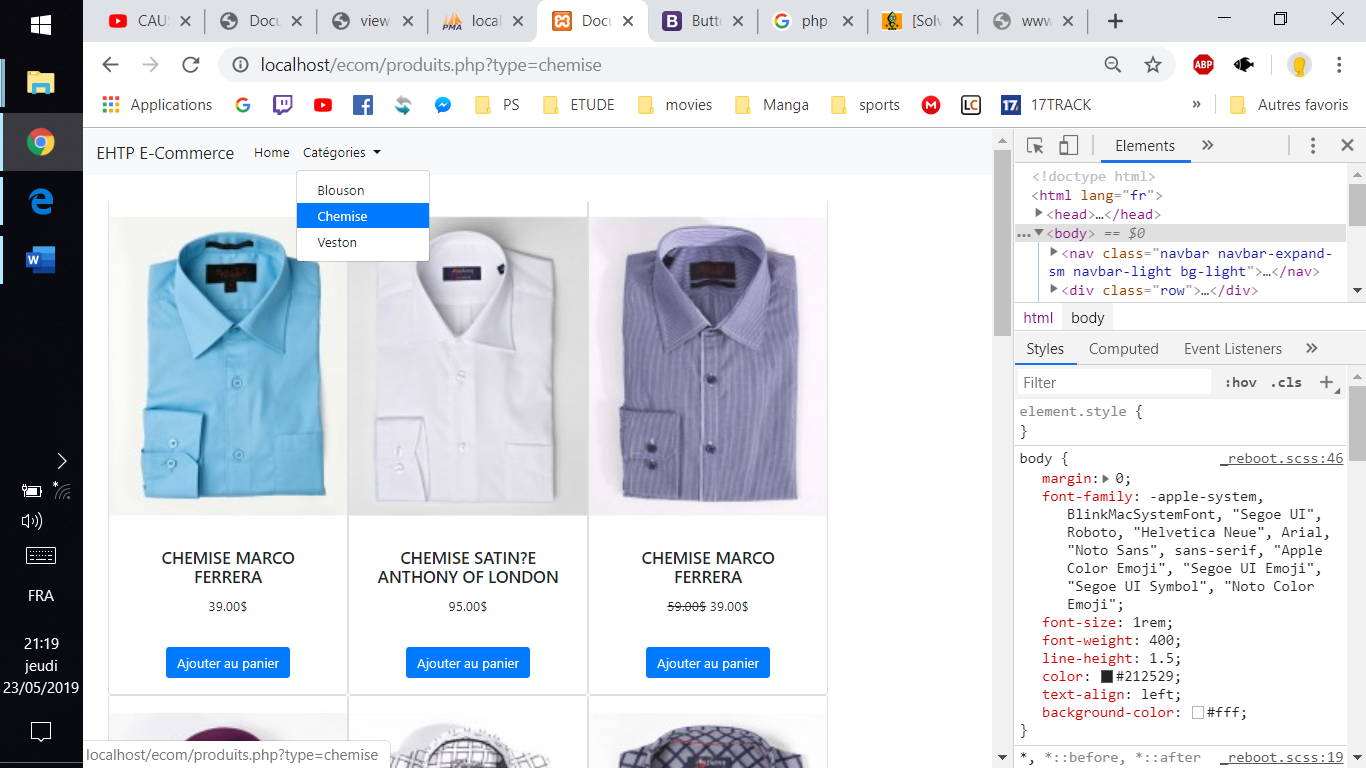 CAUS
Docu
view
local
Docu
Butto
php
[Solv
www
localhost/ecom/produits.php?type=chemise
ABP
Applications
PS
ETUDE
movies
Manga
sports
M
LC
17
17TRACK
»
Autres favoris
EHTP E-Commerce
Home
Catégories
Blouson
Chemise
Veston
CHEMISE MARCO
FERRERA
39.00$
Ajouter au panier
CHEMISE SATIN?E
ANTHONY OF LONDON
95.00$
Ajouter au panier
CHEMISE MARCO
FERRERA
59.00$ 39.00$
Ajouter au panier
localhost/ecom/produits.php?type=chemise
Elements
»
<!doctype html>
<html lang="fr">
<head>…</head>
<body> == $0
<nav class="navbar navbar-expand-
sm navbar-light bg-light">…</nav>
<div class="row">…</div>
html body
Styles Computed Event Listeners »
Filter
:hov .cls +
element.style {
}
body {
_reboot.scss:46
margin: 0;
font-family: -apple-system,
BlinkMacSystemFont, "Segoe UI",
Roboto, "Helvetica Neue", Arial,
"Noto Sans", sans-serif, "Apple
Color Emoji", "Segoe UI Emoji",
"Segoe UI Symbol", "Noto Color
Emoji";
font-size: 1rem;
font-weight: 400;
line-height: 1.5;
color: #212529;
text-align: left;
background-color: #fff;
}
*, *::before, *::after
_reboot.scss:19
FRA
21:19
jeudi
23/05/2019